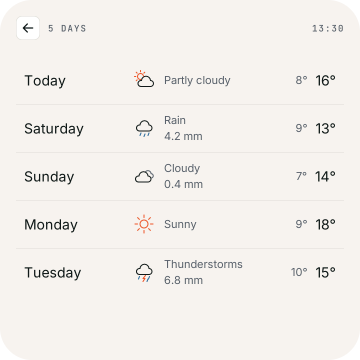 5 DAYS 13:30
Today Partly cloudy 8° 16°
Saturday Rain 4.2 mm 9° 13°
Sunday Cloudy 0.4 mm 7° 14°
Monday Sunny 9° 18°
Tuesday Thunderstorms 6.8 mm 10° 15°